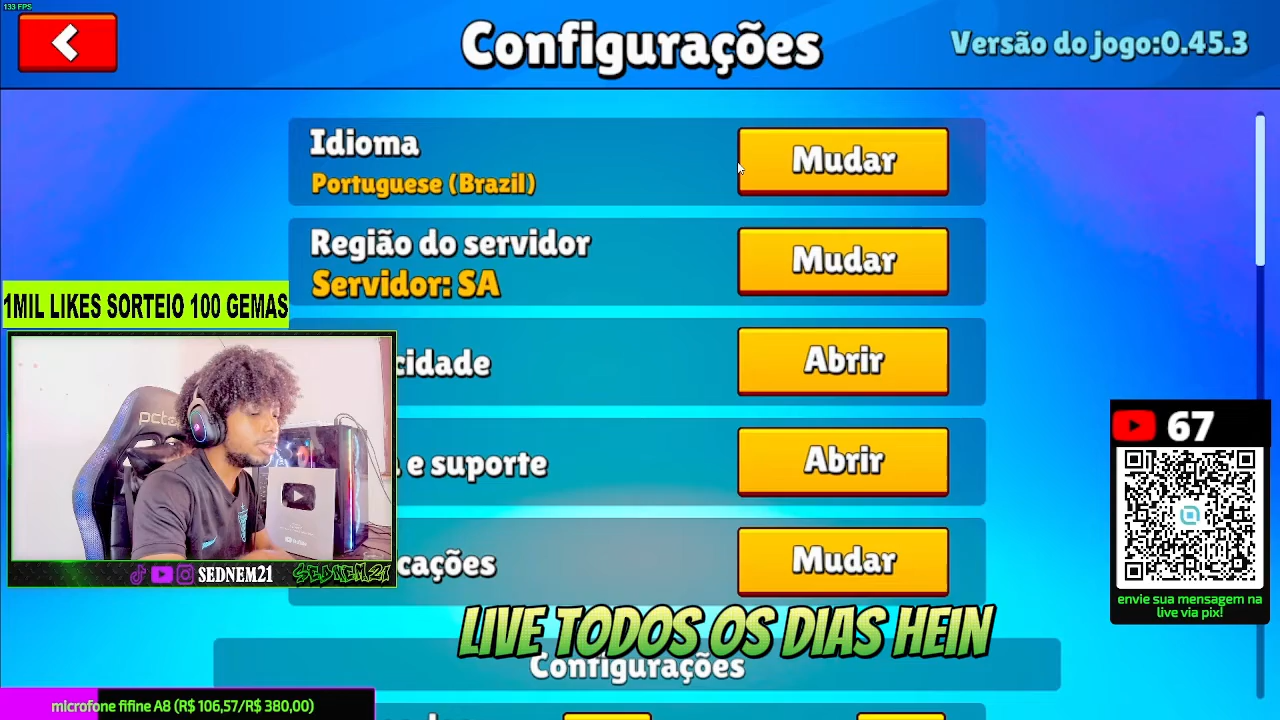 133 FPS
Configurações
Versão do jogo:0.45.3
Idioma
Portuguese (Brazil)
Mudar
Região do servidor
Servidor: SA
Mudar
1MIL LIKES SORTEIO 100 GEMAS
cidade
Abrir
e suporte
Abrir
cações
Mudar
67
SEDNEM21
SEDNEM21
envie sua mensagem na
live via pix!
LIVE TODOS OS DIAS HEIN
Configurações
microfone fifine A8 (R$ 106,57/R$ 380,00)